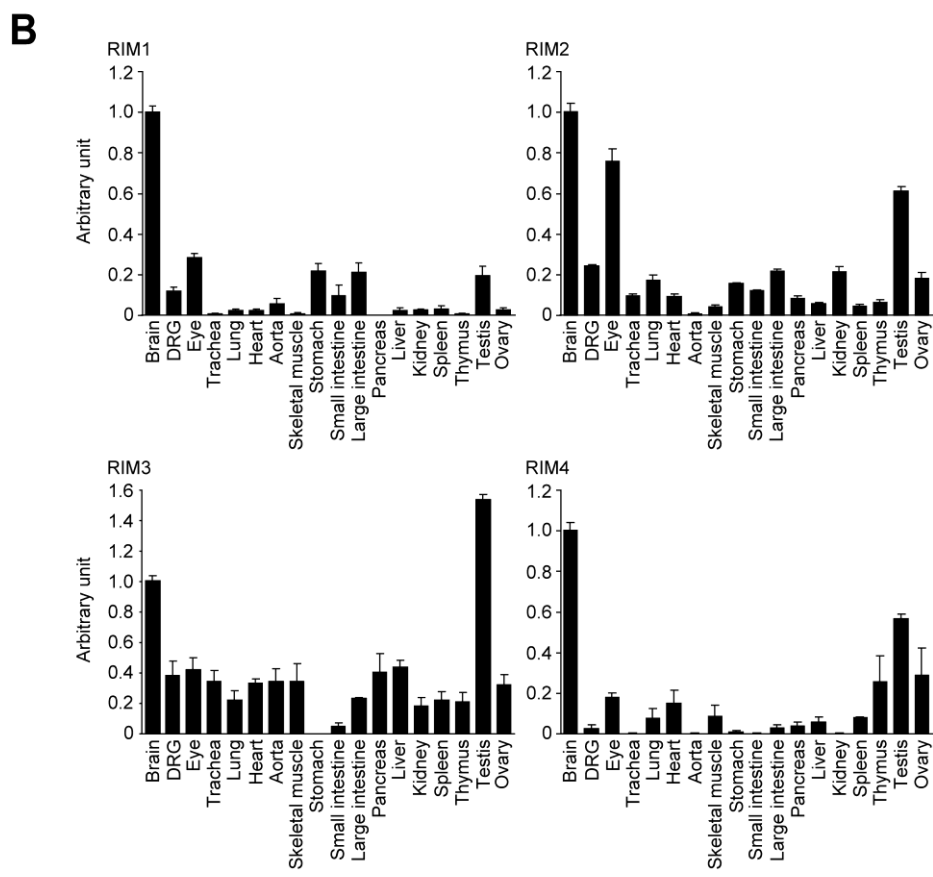 B
RIM1
Arbitrary unit
1.2
1.0
0.8
0.6
0.4
0.2
0
Brain
DRG
Eye
Trachea
Lung
Heart
Aorta
Skeletal muscle
Stomach
Small intestine
Large intestine
Pancreas
Liver
Kidney
Spleen
Thymus
Testis
Ovary
RIM2
1.2
1.0
0.8
0.6
0.4
0.2
0
Brain
DRG
Eye
Trachea
Lung
Heart
Aorta
Skeletal muscle
Stomach
Small intestine
Large intestine
Pancreas
Liver
Kidney
Spleen
Thymus
Testis
Ovary
RIM3
Arbitrary unit
1.6
1.4
1.2
1.0
0.8
0.6
0.4
0.2
0
Brain
DRG
Eye
Trachea
Lung
Heart
Aorta
Skeletal muscle
Stomach
Small intestine
Large intestine
Pancreas
Liver
Kidney
Spleen
Thymus
Testis
Ovary
RIM4
1.2
1.0
0.8
0.6
0.4
0.2
0
Brain
DRG
Eye
Trachea
Lung
Heart
Aorta
Skeletal muscle
Stomach
Small intestine
Large intestine
Pancreas
Liver
Kidney
Spleen
Thymus
Testis
Ovary